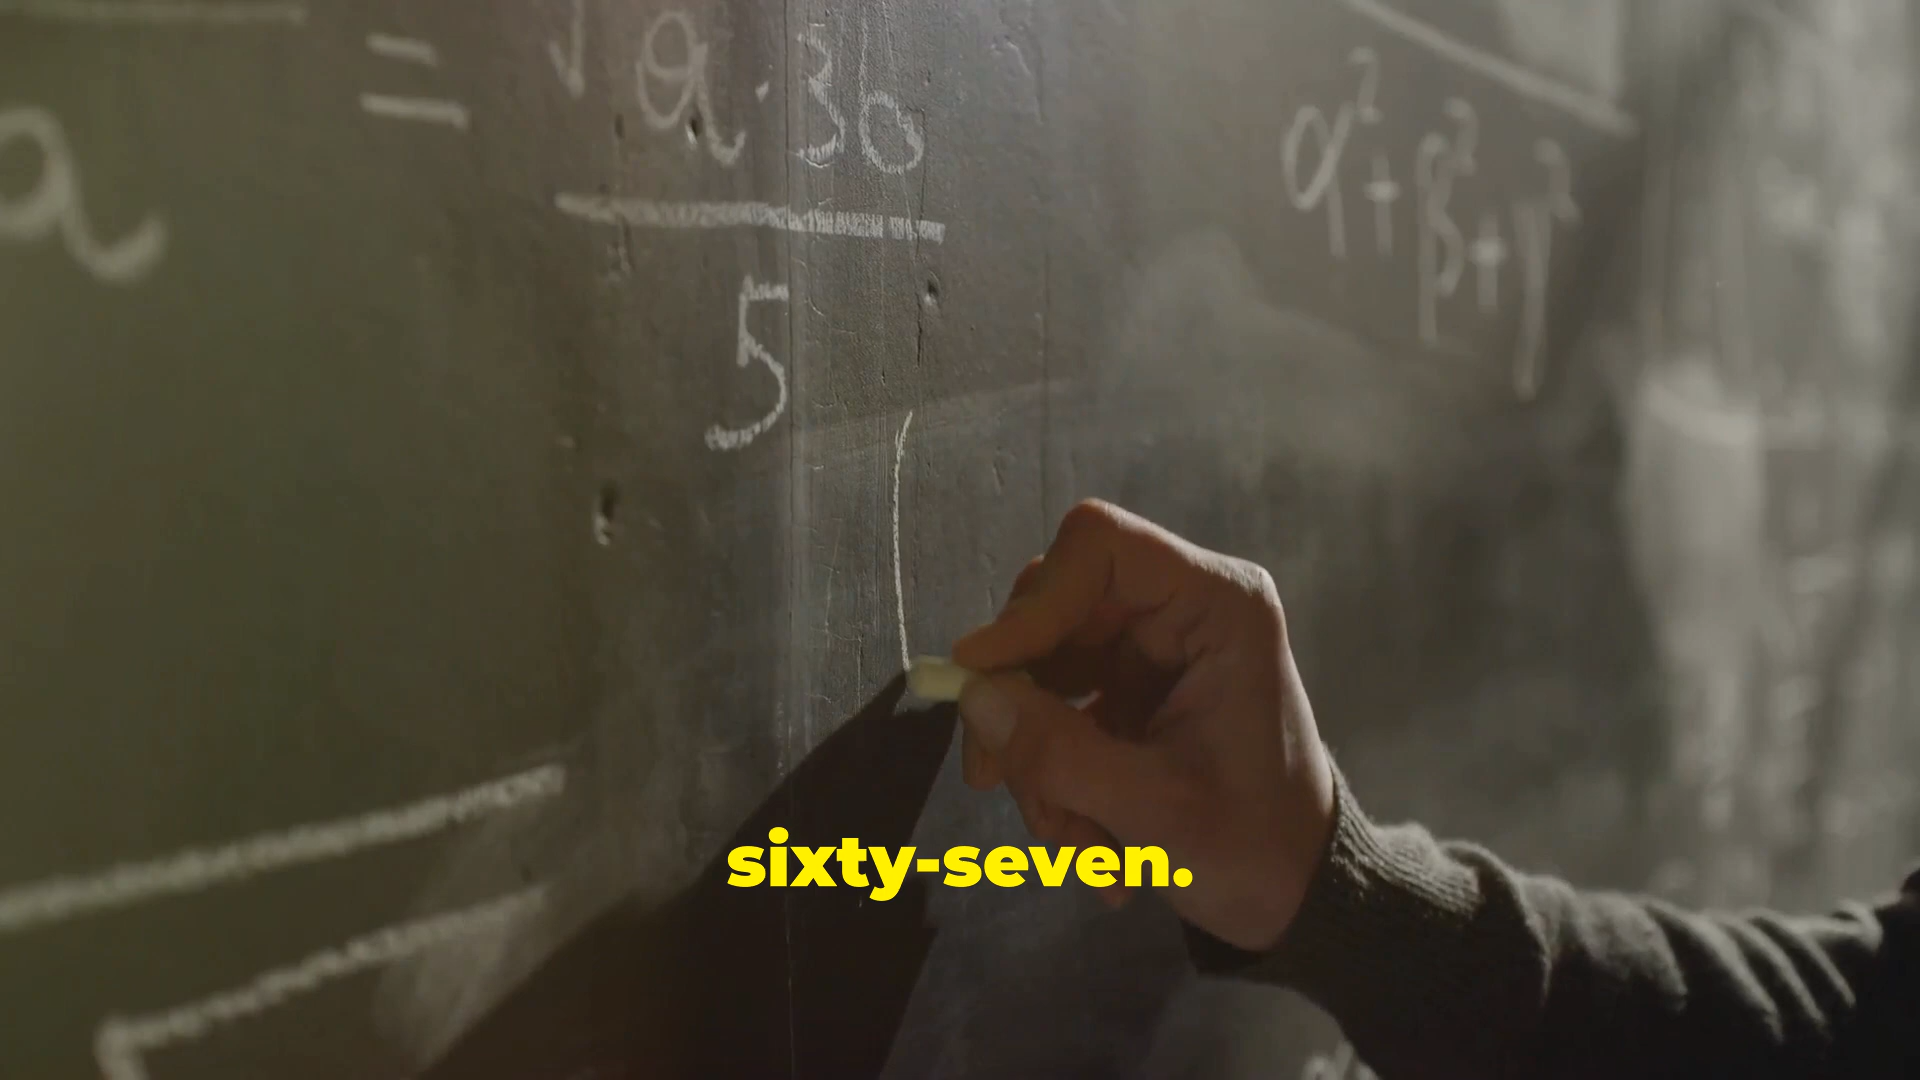 a = √a·36
5
α²+β²+γ²
sixty-seven.